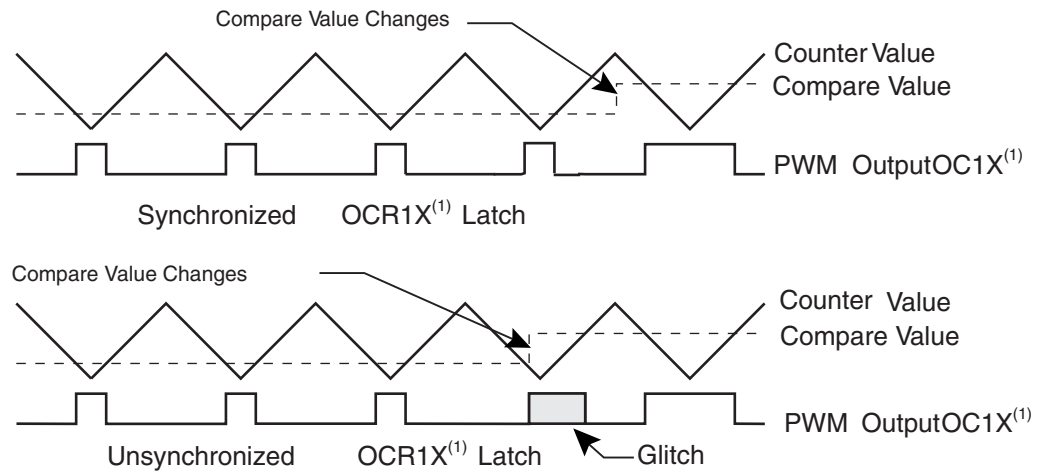 Compare Value Changes
Counter Value
Compare Value
PWM OutputOC1X(1)
Synchronized OCR1X(1) Latch
Compare Value Changes
Counter Value
Compare Value
PWM OutputOC1X(1)
Unsynchronized OCR1X(1) Latch Glitch